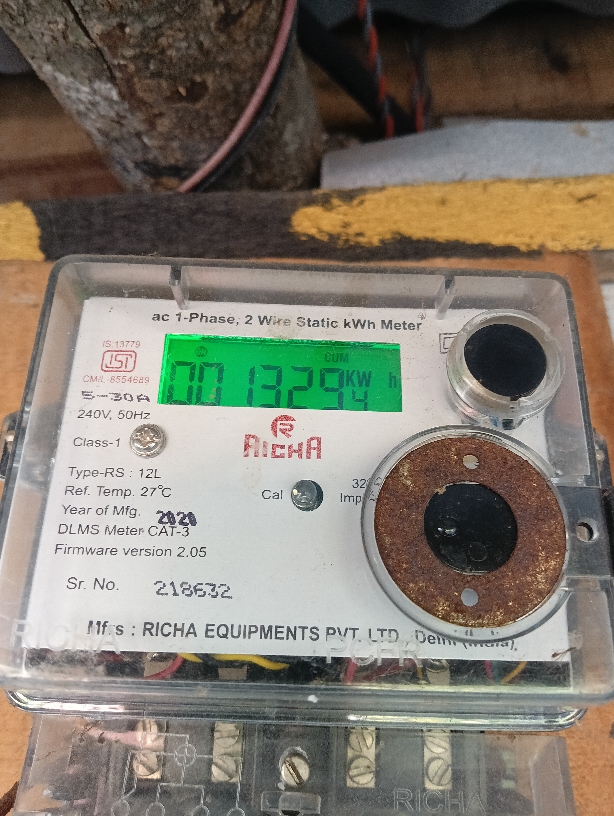 ac 1-Phase, 2 Wire Static kWh Meter
IS.13779
ISI
CM/L-8554689
CUM
001329 KW h
4
5-30A
240V, 50Hz
Class-1
RICHA
Type-RS : 12L
Ref. Temp. 27°C
Cal
Year of Mfg. 2020
DLMS Meter CAT-3
Firmware version 2.05
Sr. No. 218632
Mfrs : RICHA EQUIPMENTS PVT. LTD., Delhi (India).
RICHA
RICHA